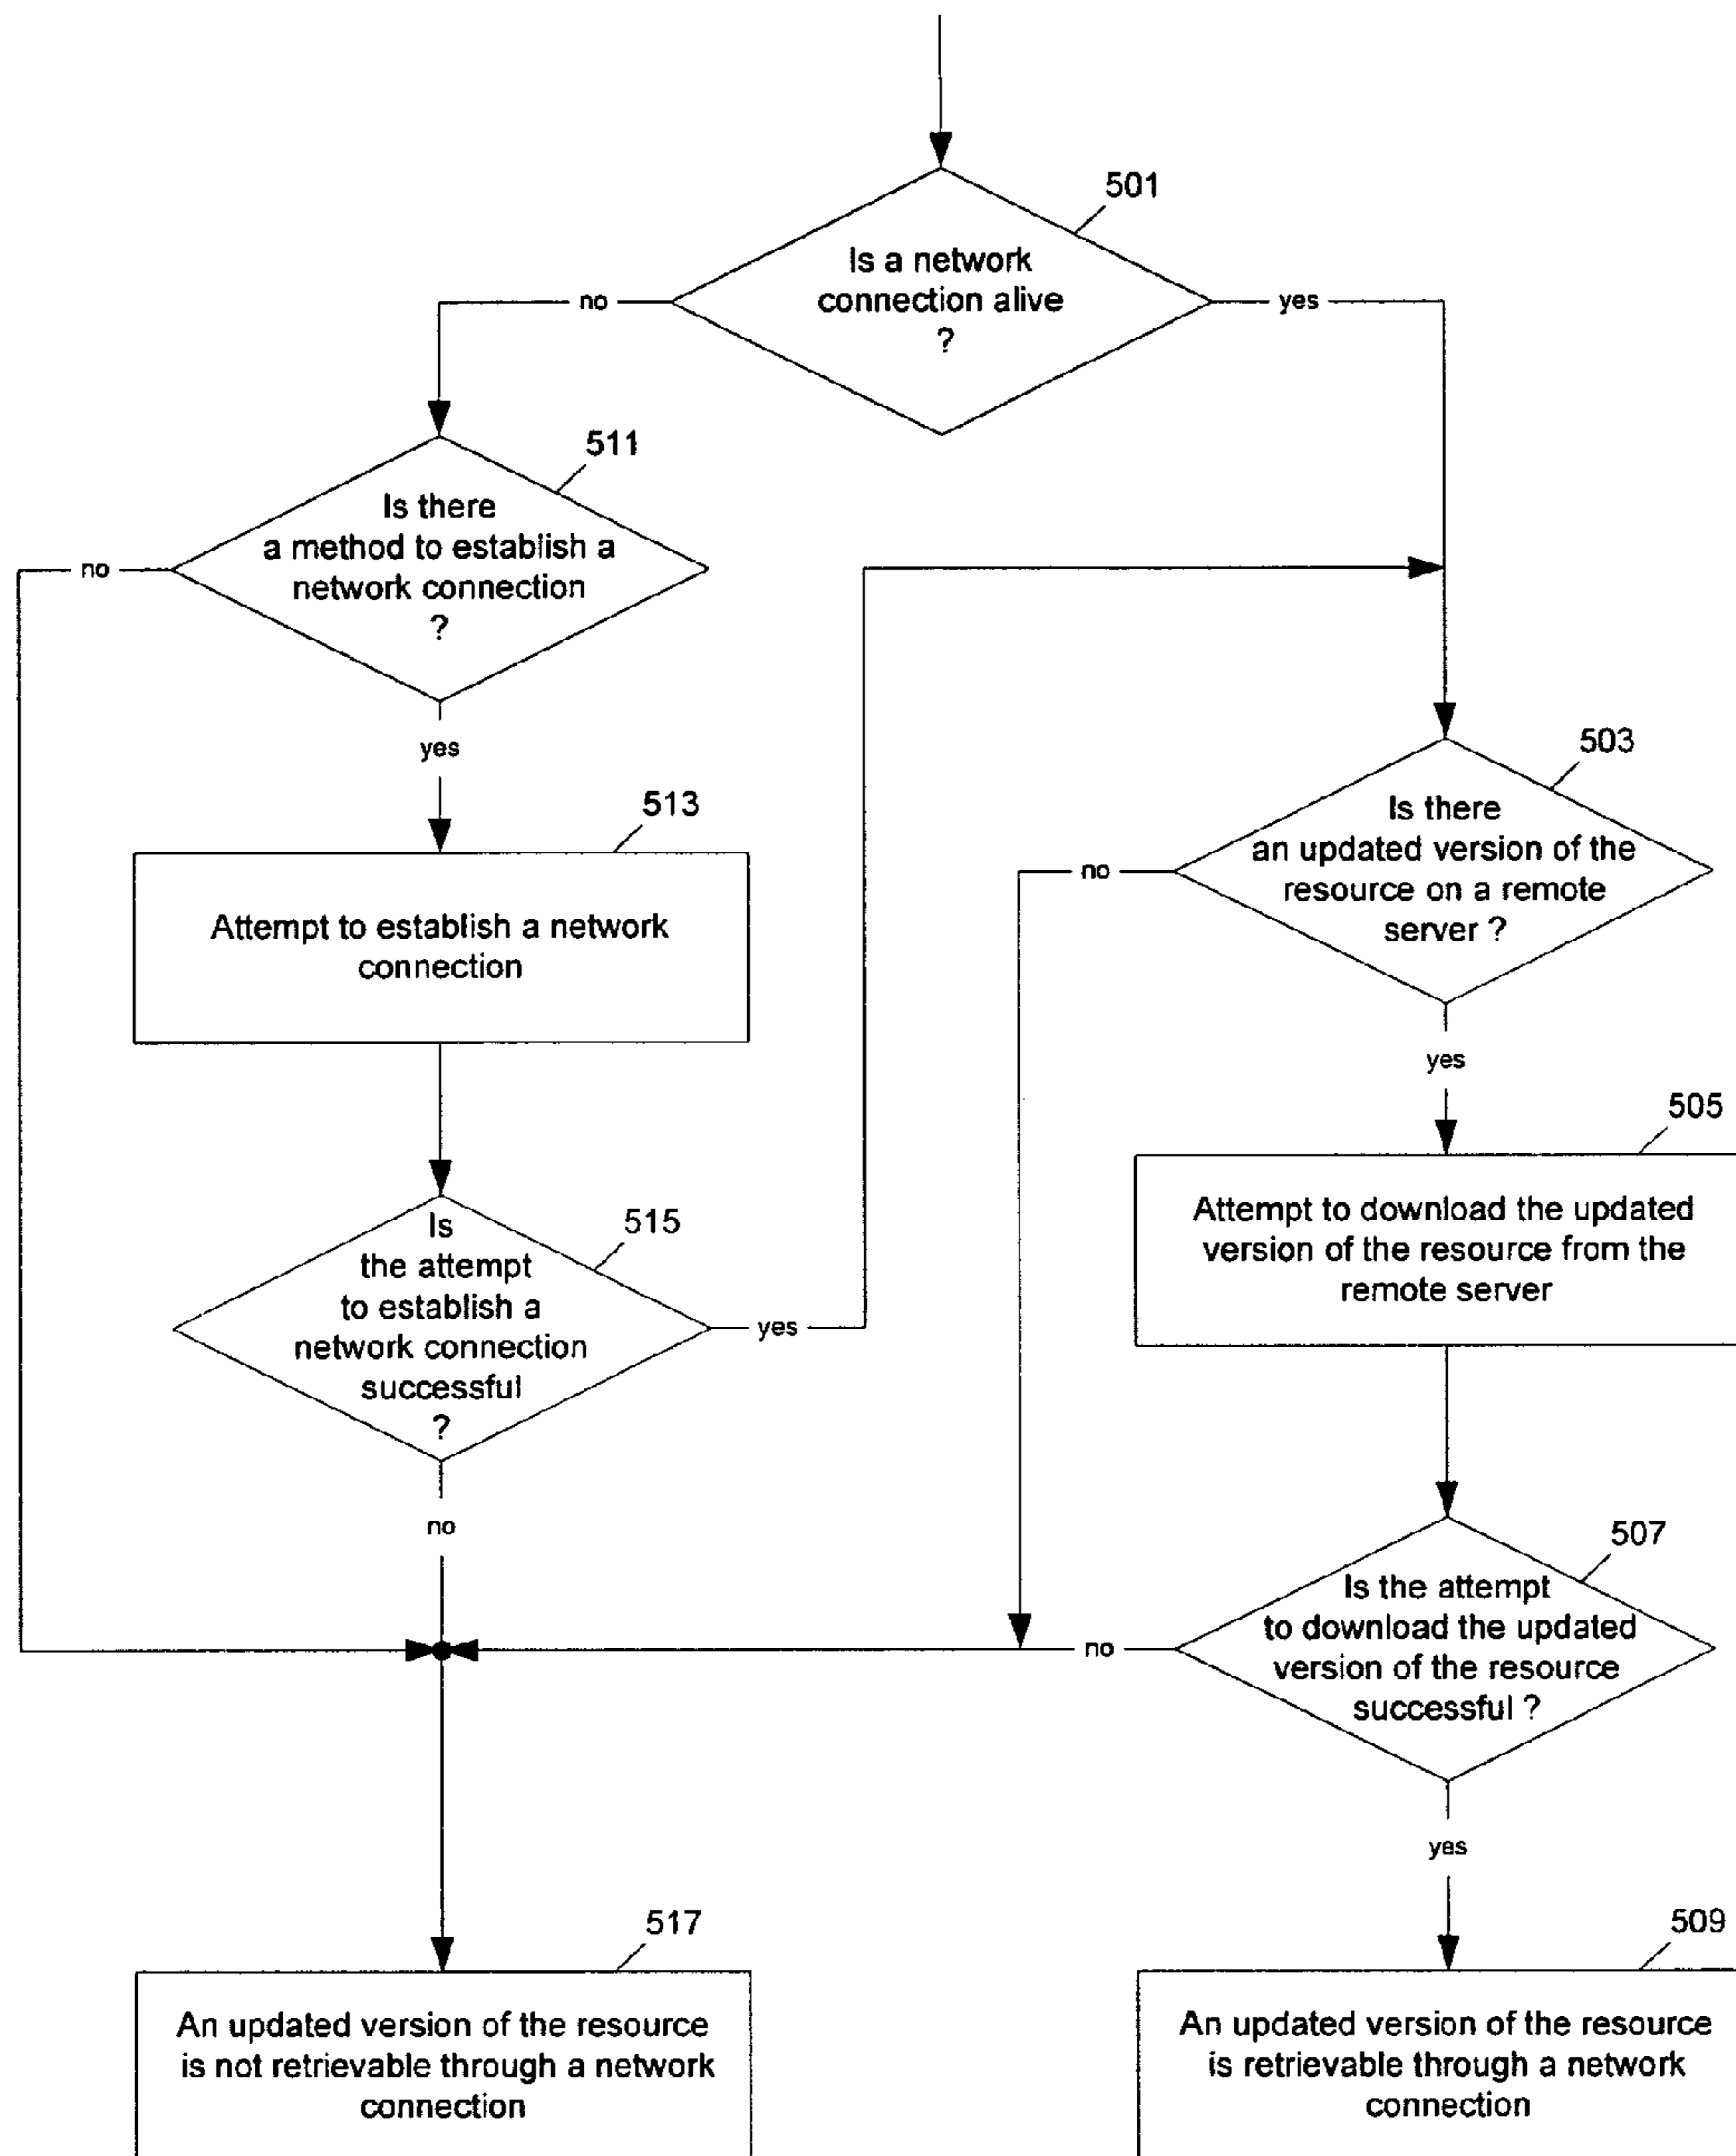 501
Is a network
connection alive
?
no
yes
511
Is there
a method to establish a
network connection
?
no
yes
503
Is there
an updated version of the
resource on a remote
server ?
no
yes
513
Attempt to establish a network
connection
505
Attempt to download the updated
version of the resource from the
remote server
515
Is
the attempt
to establish a
network connection
successful
?
yes
no
507
Is the attempt
to download the updated
version of the resource
successful ?
no
yes
517
An updated version of the resource
is not retrievable through a network
connection
509
An updated version of the resource
is retrievable through a network
connection